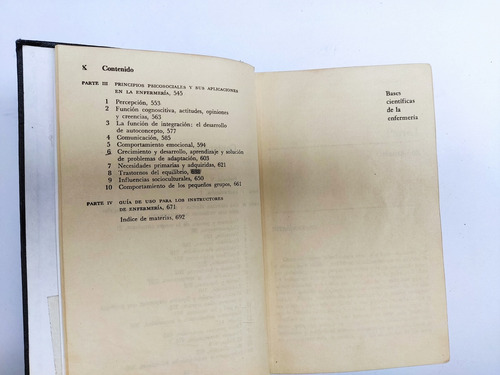 X Contenido
PARTE III PRINCIPIOS PSICOSOCIALES Y SUS APLICACIONES
EN LA ENFERMERÍA, 545
1 Percepción, 553
2 Función cognoscitiva, actitudes, opiniones
y creencias, 563
3 La función de integración: el desarrollo
de autoconcepto, 577
4 Comunicación, 585
5 Comportamiento emocional, 594
6 Crecimiento y desarrollo, aprendizaje y solución
de problemas de adaptación, 603
7 Necesidades primarias y adquiridas, 621
8 Trastornos del equilibrio,
9 Influencias socioculturales, 650
10 Comportamiento de los pequeños grupos, 661
PARTE IV GUÍA DE USO PARA LOS INSTRUCTORES
DE ENFERMERÍA, 671
Indice de materias, 692
Bases
científicas
de la
enfermería